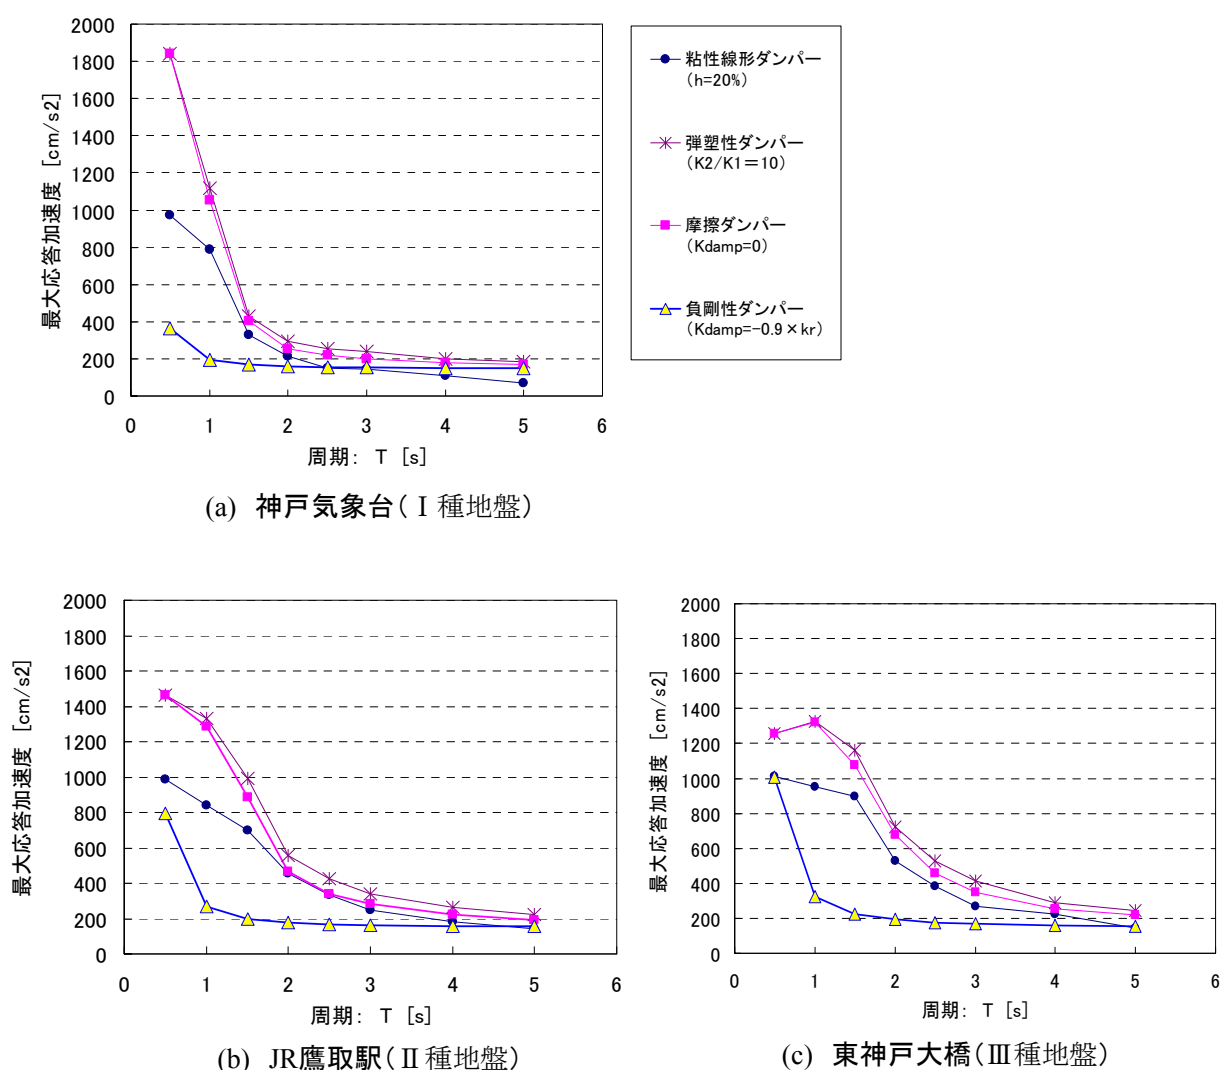 2000
1800
1600
1400
1200
1000
800
600
400
200
0
最大応答加速度 [cm/s2]
0 1 2 3 4 5 6
周期: T [s]
粘性線形ダンパー
(h=20%)
弾塑性ダンパー
(K2/K1=10)
摩擦ダンパー
(Kdamp=0)
負剛性ダンパー
(Kdamp=-0.9×kr)
(a) 神戸気象台(Ⅰ種地盤)
2000
1800
1600
1400
1200
1000
800
600
400
200
0
最大応答加速度 [cm/s2]
0 1 2 3 4 5 6
周期: T [s]
(b) JR鷹取駅(Ⅱ種地盤)
2000
1800
1600
1400
1200
1000
800
600
400
200
0
最大応答加速度 [cm/s2]
0 1 2 3 4 5 6
周期: T [s]
(c) 東神戸大橋(Ⅲ種地盤)